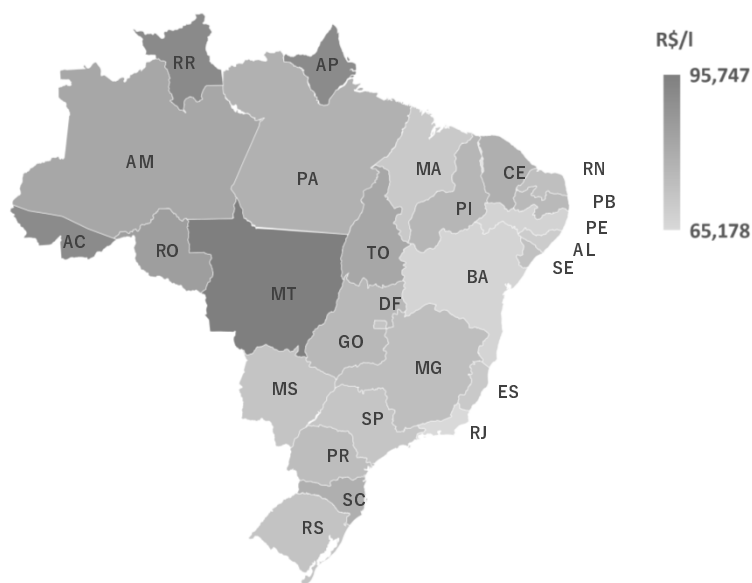 R$/l
95,747
65,178
RR
AP
AM
PA
MA
CE
RN
PI
PB
PE
AL
SE
AC
RO
TO
BA
MT
DF
GO
MG
MS
ES
SP
RJ
PR
SC
RS